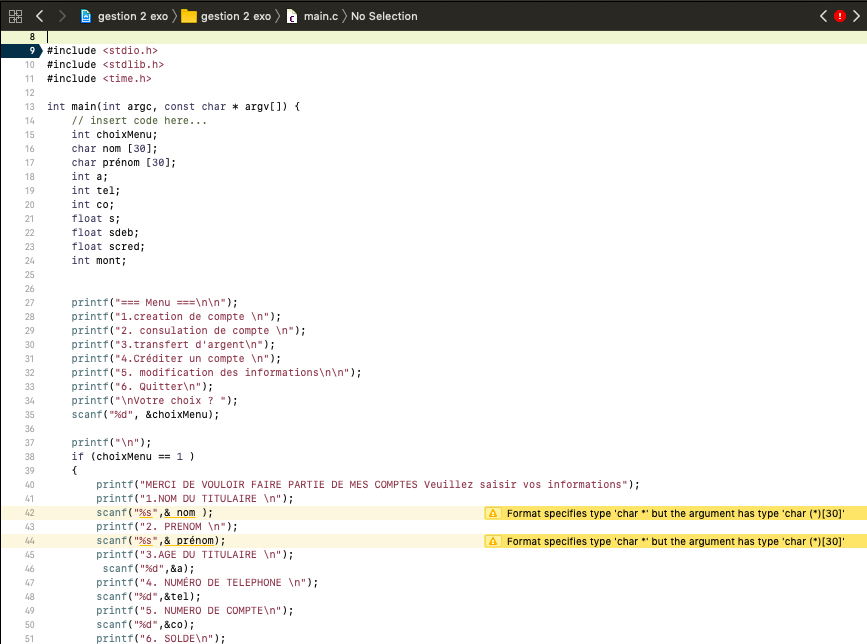 gestion 2 exo 〉 gestion 2 exo 〉 main.c 〉 No Selection
8
9 #include <stdio.h>
10 #include <stdlib.h>
11 #include <time.h>
12
13 int main(int argc, const char * argv[]) {
14 // insert code here...
15 int choixMenu;
16 char nom [30];
17 char prénom [30];
18 int a;
19 int tel;
20 int co;
21 float s;
22 float sdeb;
23 float scred;
24 int mont;
25
26
27 printf("=== Menu ===\n\n");
28 printf("1.creation de compte \n");
29 printf("2. consulation de compte \n");
30 printf("3.transfert d'argent\n");
31 printf("4.Créditer un compte \n");
32 printf("5. modification des informations\n\n");
33 printf("6. Quitter\n");
34 printf("\nVotre choix ? ");
35 scanf("%d", &choixMenu);
36
37 printf("\n");
38 if (choixMenu == 1 )
39 {
40 printf("MERCI DE VOULOIR FAIRE PARTIE DE MES COMPTES Veuillez saisir vos informations");
41 printf("1.NOM DU TITULAIRE \n");
42 scanf("%s",& nom ); Format specifies type 'char *' but the argument has type 'char (*)[30]'
43 printf("2. PRENOM \n");
44 scanf("%s",& prénom); Format specifies type 'char *' but the argument has type 'char (*)[30]'
45 printf("3.AGE DU TITULAIRE \n");
46 scanf("%d",&a);
47 printf("4. NUMÉRO DE TELEPHONE \n");
48 scanf("%d",&tel);
49 printf("5. NUMERO DE COMPTE\n");
50 scanf("%d",&co);
51 printf("6. SOLDE\n");